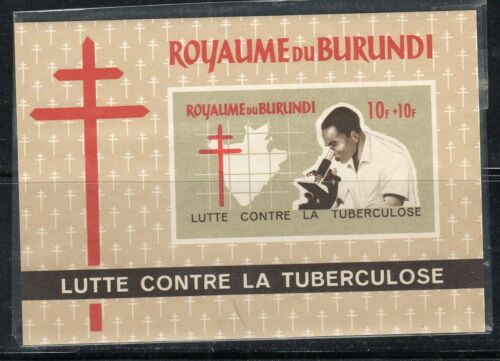 ROYAUME DU BURUNDI
ROYAUME DU BURUNDI
10F+10F
LUTTE CONTRE LA TUBERCULOSE
LUTTE CONTRE LA TUBERCULOSE